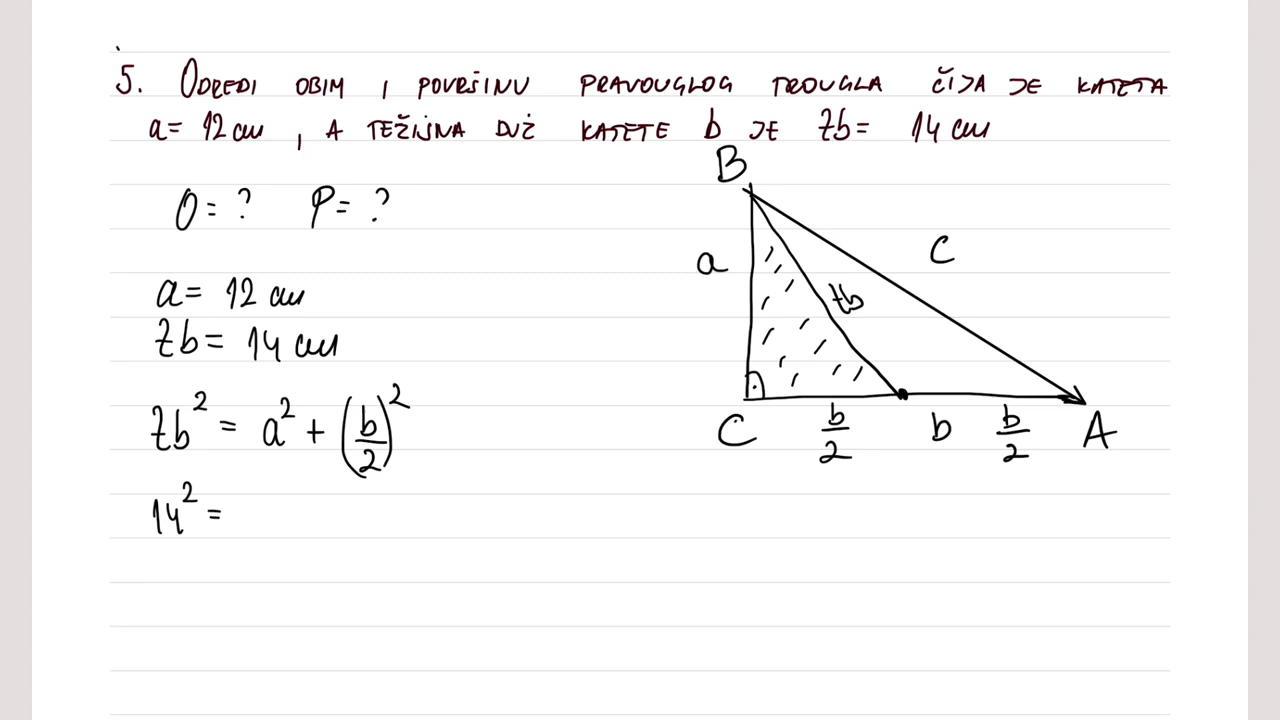 5. ODREDI OBIM I POVRŠINU PRAVOUGLOG TROUGLA ČIJA JE KATETA
a= 12 cm, A TEŽIŠNA DUŽ KATETE b JE tb= 14 cm
B
O= ? P= ?
a
c
a= 12 cm
tb
tb= 14 cm
tb² = a² + (b/2)²
C b/2 b b/2 A
14² =